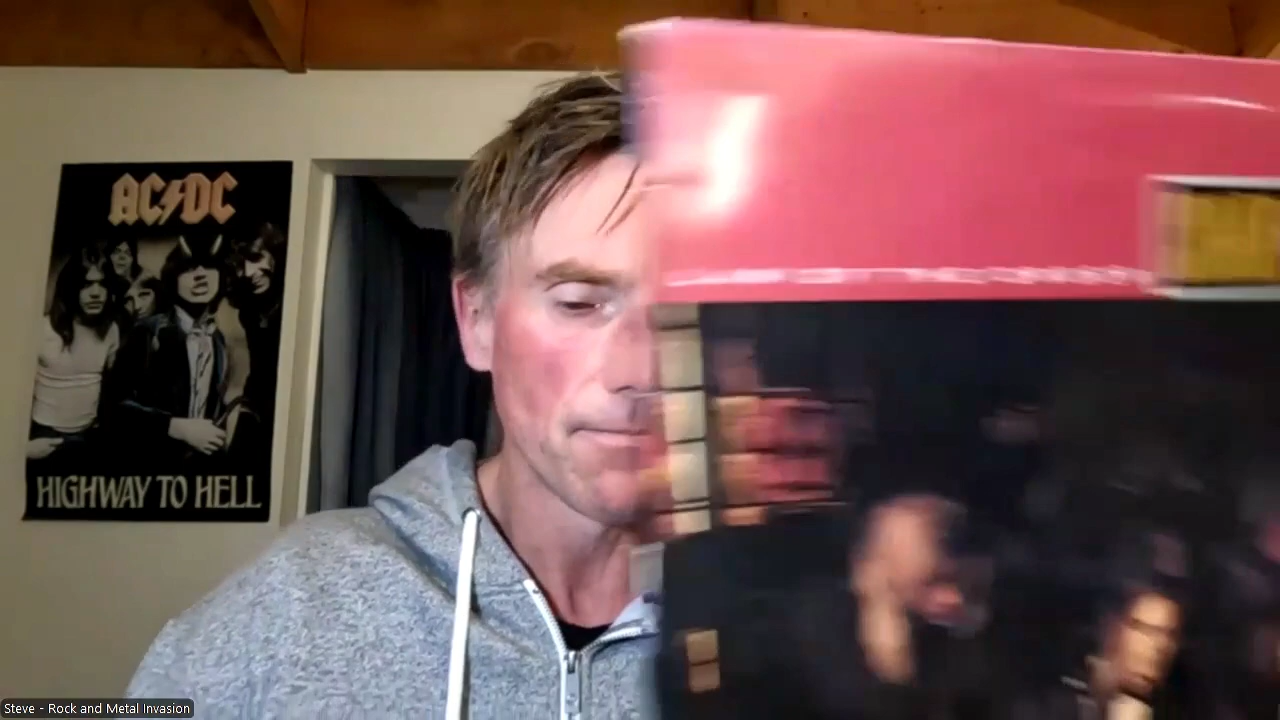 AC⚡DC
HIGHWAY TO HELL
Steve - Rock and Metal Invasion